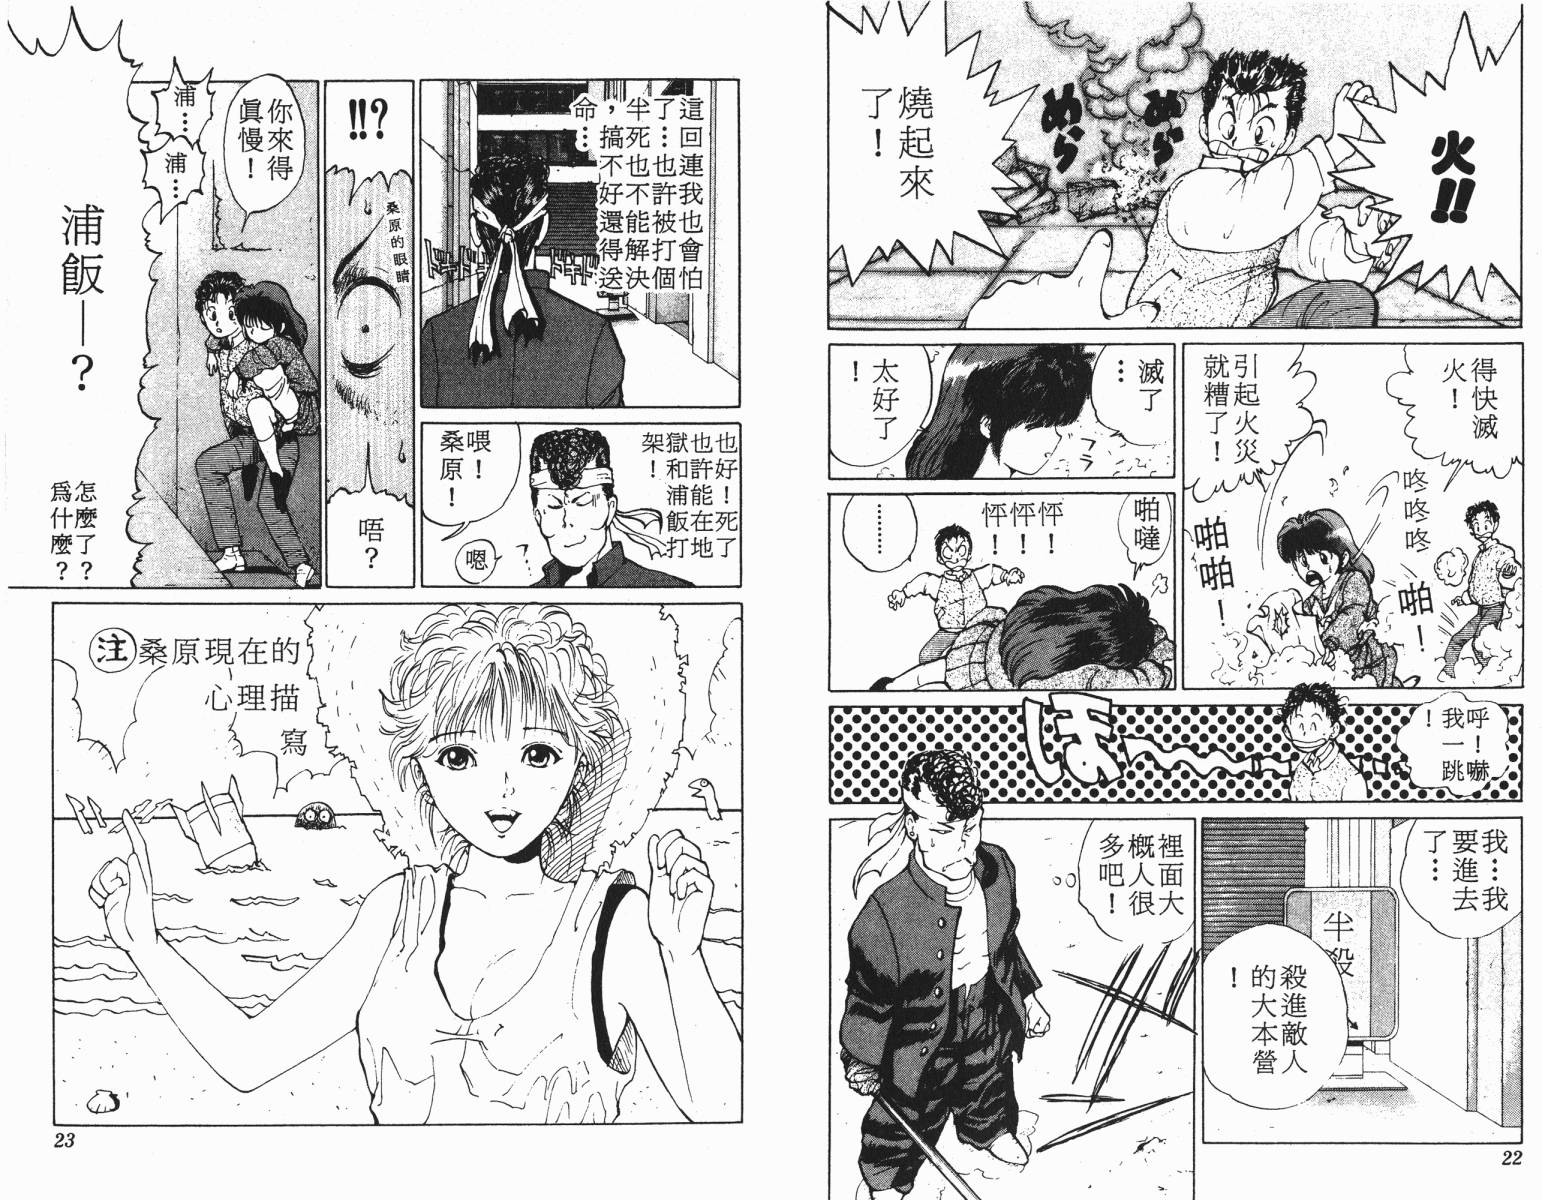 火!!
燒起來
了！
めら
めら
得快滅
火！
引起火災
就糟了！
咚咚咚
啪！
啪啪！
滅了
…
太好了
！
啪噠
怦！
怦！
怦！
………
呼！嚇
我一跳
！
ほ〜
我…我
要進去
了…
半殺
殺進敵人
的大本營
！
裡面大
概人很
多吧！
22
這回連我也會怕
了…也許被打個
半死也不能解決
，搞不好還得送
命…
也好！死了
也許能在地
獄和浦飯打
架！
喂！
桑原！
嗯
?
!!?
桑原的眼睛
唔？
你來得
眞慢！
浦…
浦…
浦飯—？
怎麼了？
爲什麼？
注桑原現在的
心理描
寫
23